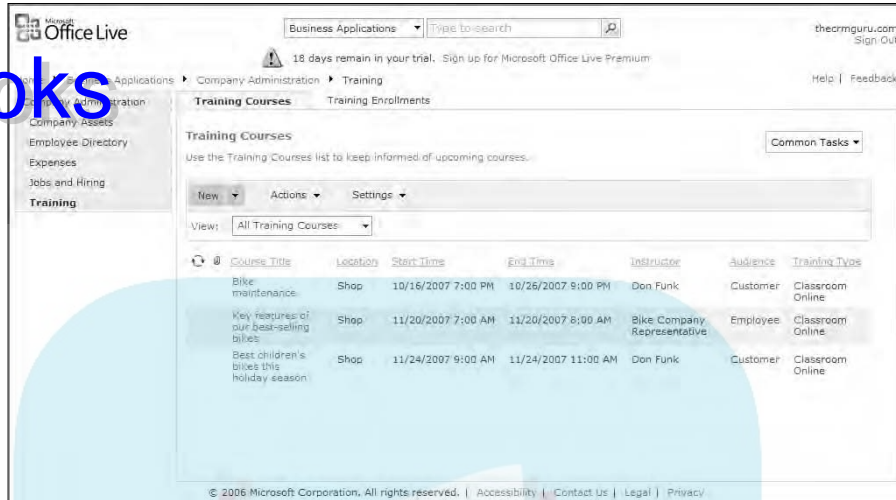 Microsoft
Office Live
Business Applications
Type to search
thecrmguru.com
Sign Out
18 days remain in your trial. Sign up for Microsoft Office Live Premium
oks
Business Applications
Company Administration
Training
Help | Feedback
Company Administration
Company Assets
Employee Directory
Expenses
Jobs and Hiring
Training
Training Courses
Training Enrollments
Training Courses
Use the Training Courses list to keep informed of upcoming courses.
Common Tasks
New
Actions
Settings
View: All Training Courses
Course Title Location Start Time End Time Instructor Audience Training Type
Bike maintenance Shop 10/16/2007 7:00 PM 10/26/2007 9:00 PM Don Funk Customer Classroom Online
Key features of our best-selling bikes Shop 11/20/2007 7:00 AM 11/20/2007 8:00 AM Bike Company Representative Employee Classroom Online
Best children's bikes this holiday season Shop 11/24/2007 9:00 AM 11/24/2007 11:00 AM Don Funk Customer Classroom Online
© 2006 Microsoft Corporation. All rights reserved. | Accessibility | Contact Us | Legal | Privacy